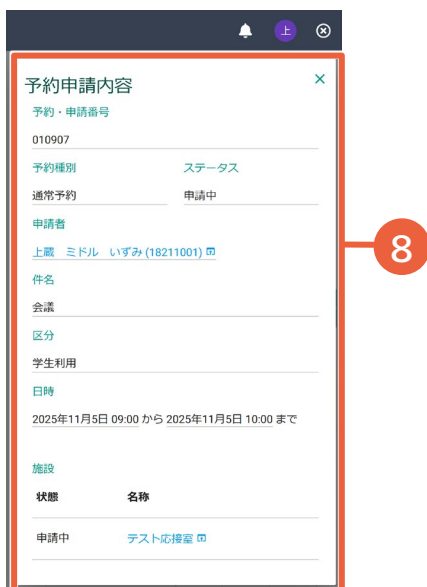 上
予約申請内容
予約・申請番号
010907
予約種別 ステータス
通常予約 申請中
申請者
上蔵 ミドル いずみ (18211001)
件名
会議
区分
学生利用
日時
2025年11月5日 09:00 から 2025年11月5日 10:00 まで
施設
状態 名称
申請中 テスト応接室
8